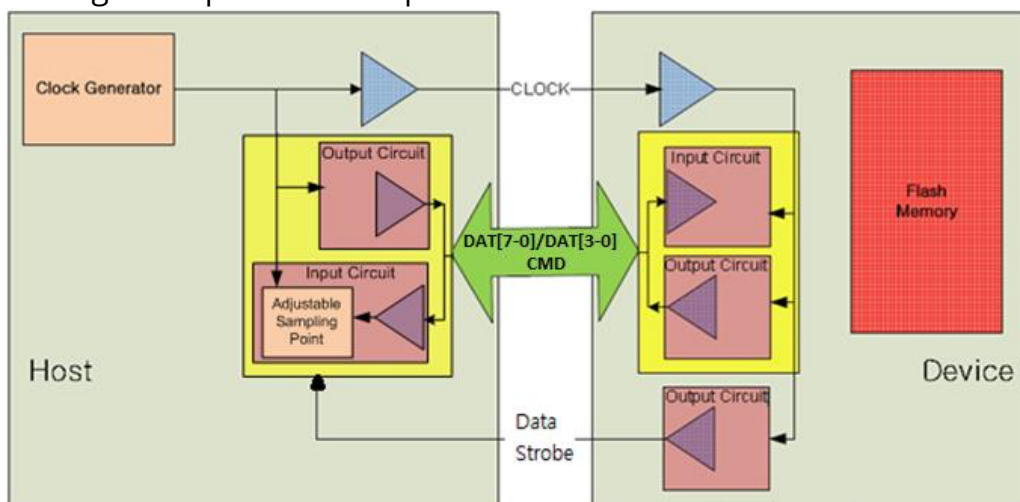 Clock Generator
CLOCK
Output Circuit
Input Circuit
Adjustable
Sampling
Point
DAT[7-0]/DAT[3-0]
CMD
Input Circuit
Output Circuit
Flash
Memory
Host
Device
Output Circuit
Data
Strobe